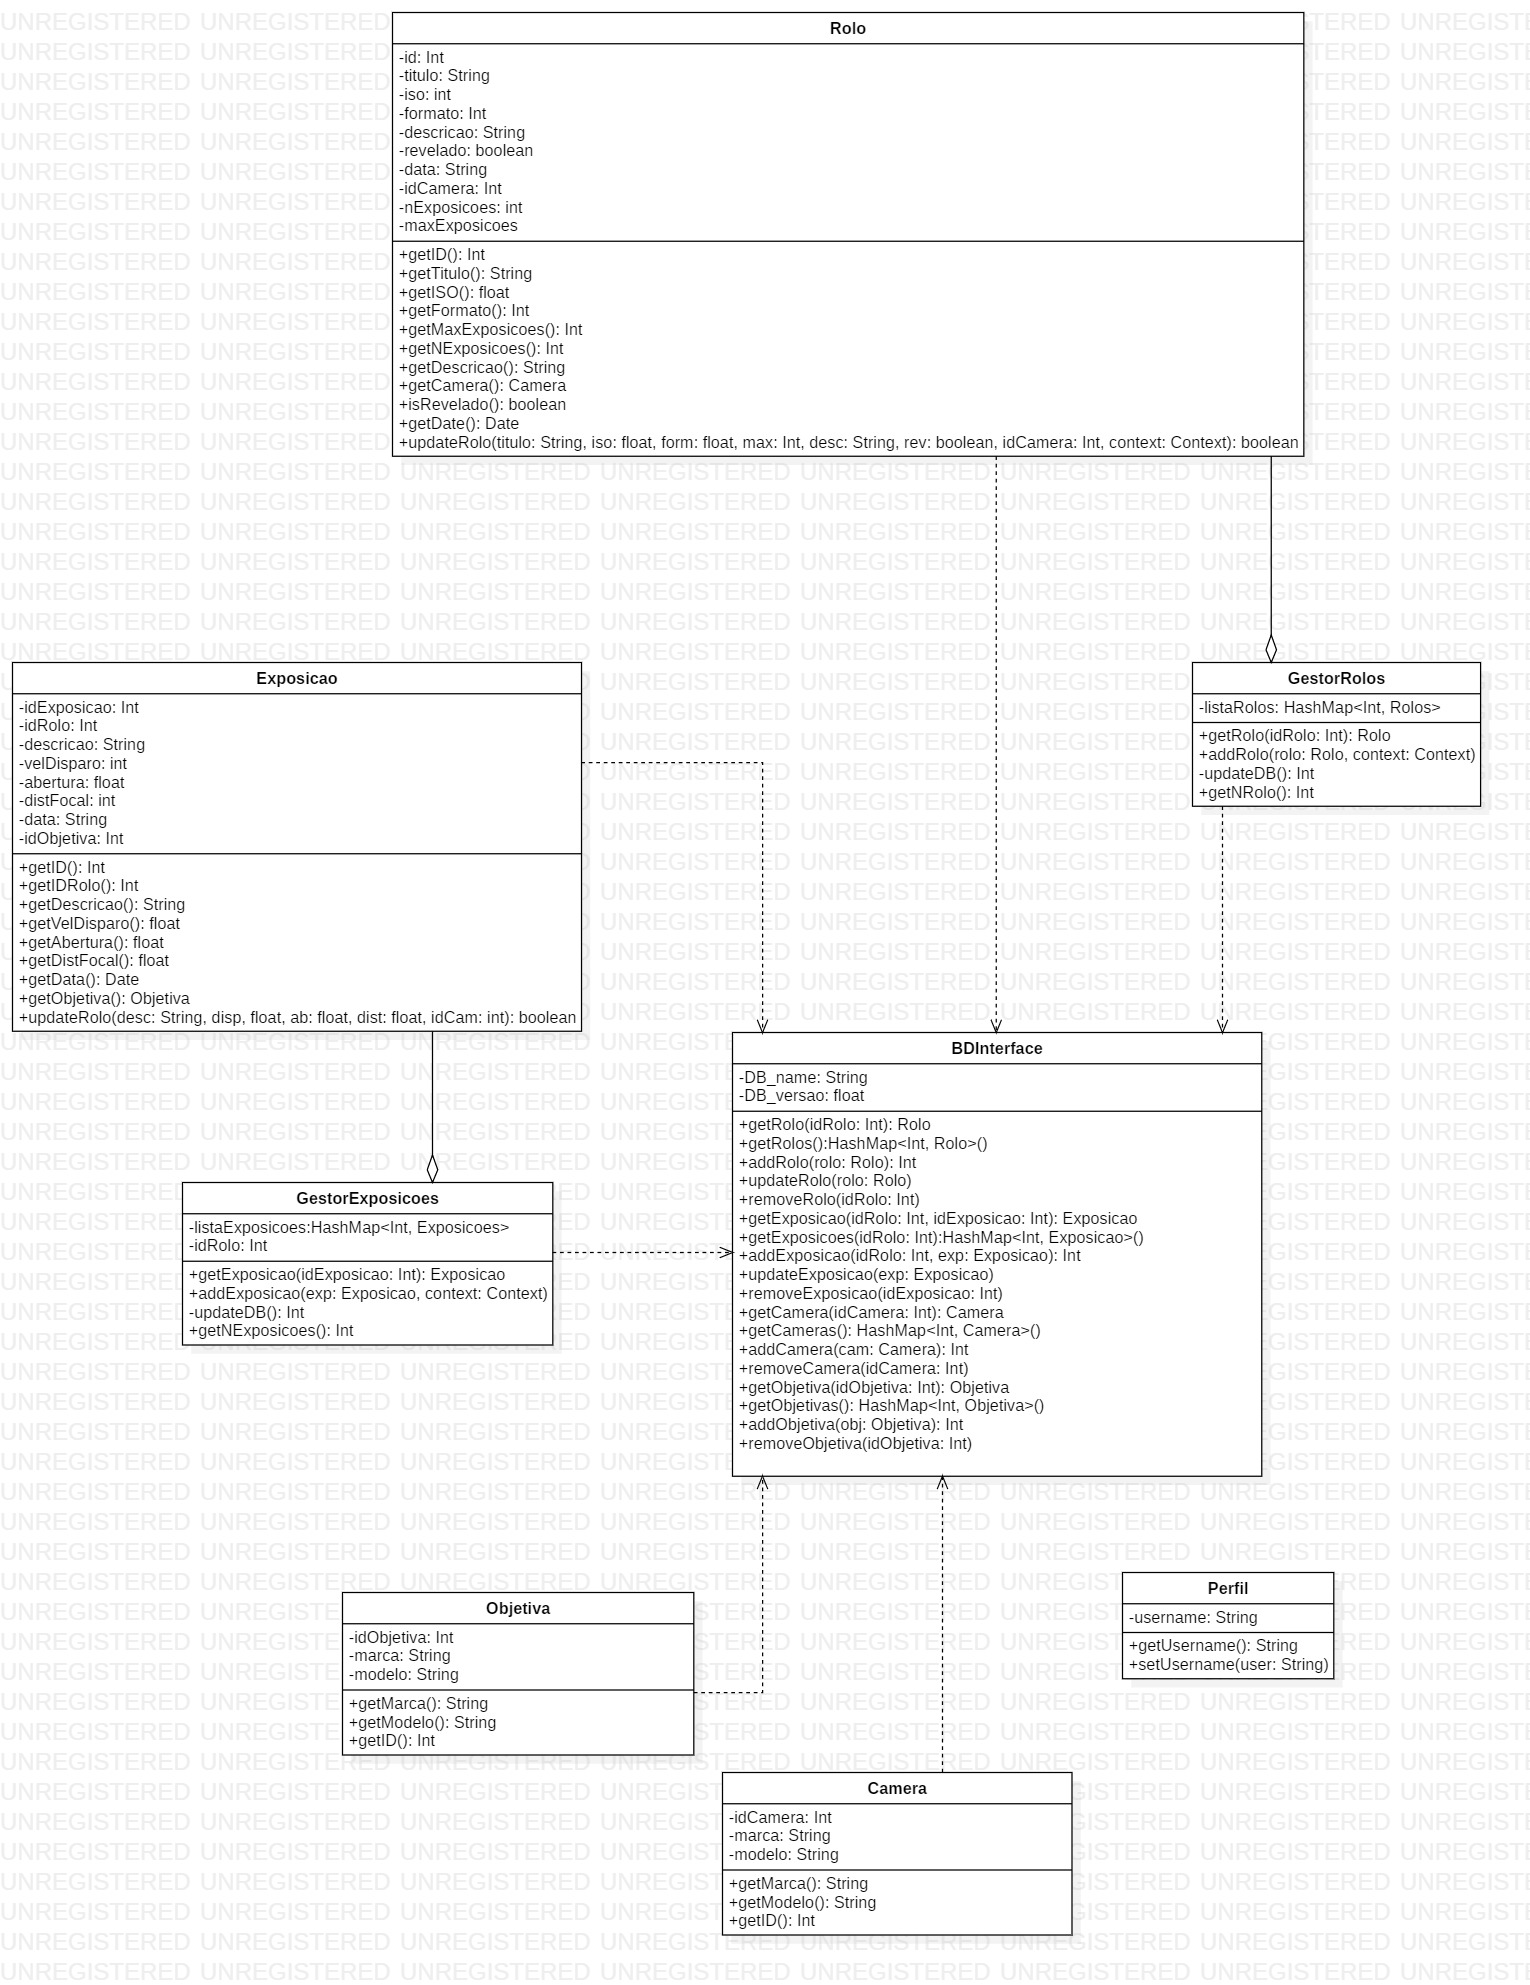 Rolo
-id: Int
-titulo: String
-iso: int
-formato: Int
-descricao: String
-revelado: boolean
-data: String
-idCamera: Int
-nExposicoes: int
-maxExposicoes
+getID(): Int
+getTitulo(): String
+getISO(): float
+getFormato(): Int
+getMaxExposicoes(): Int
+getNExposicoes(): Int
+getDescricao(): String
+getCamera(): Camera
+isRevelado(): boolean
+getDate(): Date
+updateRolo(titulo: String, iso: float, form: float, max: Int, desc: String, rev: boolean, idCamera: Int, context: Context): boolean
Exposicao
-idExposicao: Int
-idRolo: Int
-descricao: String
-velDisparo: int
-abertura: float
-distFocal: int
-data: String
-idObjetiva: Int
+getID(): Int
+getIDRolo(): Int
+getDescricao(): String
+getVelDisparo(): float
+getAbertura(): float
+getDistFocal(): float
+getData(): Date
+getObjetiva(): Objetiva
+updateRolo(desc: String, disp, float, ab: float, dist: float, idCam: int): boolean
GestorRolos
-listaRolos: HashMap<Int, Rolos>
+getRolo(idRolo: Int): Rolo
+addRolo(rolo: Rolo, context: Context)
-updateDB(): Int
+getNRolo(): Int
BDInterface
-DB_name: String
-DB_versao: float
+getRolo(idRolo: Int): Rolo
+getRolos():HashMap<Int, Rolo>()
+addRolo(rolo: Rolo): Int
+updateRolo(rolo: Rolo)
+removeRolo(idRolo: Int)
+getExposicao(idRolo: Int, idExposicao: Int): Exposicao
+getExposicoes(idRolo: Int):HashMap<Int, Exposicao>()
+addExposicao(idRolo: Int, exp: Exposicao): Int
+updateExposicao(exp: Exposicao)
+removeExposicao(idExposicao: Int)
+getCamera(idCamera: Int): Camera
+getCameras(): HashMap<Int, Camera>()
+addCamera(cam: Camera): Int
+removeCamera(idCamera: Int)
+getObjetiva(idObjetiva: Int): Objetiva
+getObjetivas(): HashMap<Int, Objetiva>()
+addObjetiva(obj: Objetiva): Int
+removeObjetiva(idObjetiva: Int)
GestorExposicoes
-listaExposicoes:HashMap<Int, Exposicoes>
-idRolo: Int
+getExposicao(idExposicao: Int): Exposicao
+addExposicao(exp: Exposicao, context: Context)
-updateDB(): Int
+getNExposicoes(): Int
Objetiva
-idObjetiva: Int
-marca: String
-modelo: String
+getMarca(): String
+getModelo(): String
+getID(): Int
Perfil
-username: String
+getUsername(): String
+setUsername(user: String)
Camera
-idCamera: Int
-marca: String
-modelo: String
+getMarca(): String
+getModelo(): String
+getID(): Int
UNREGISTERED